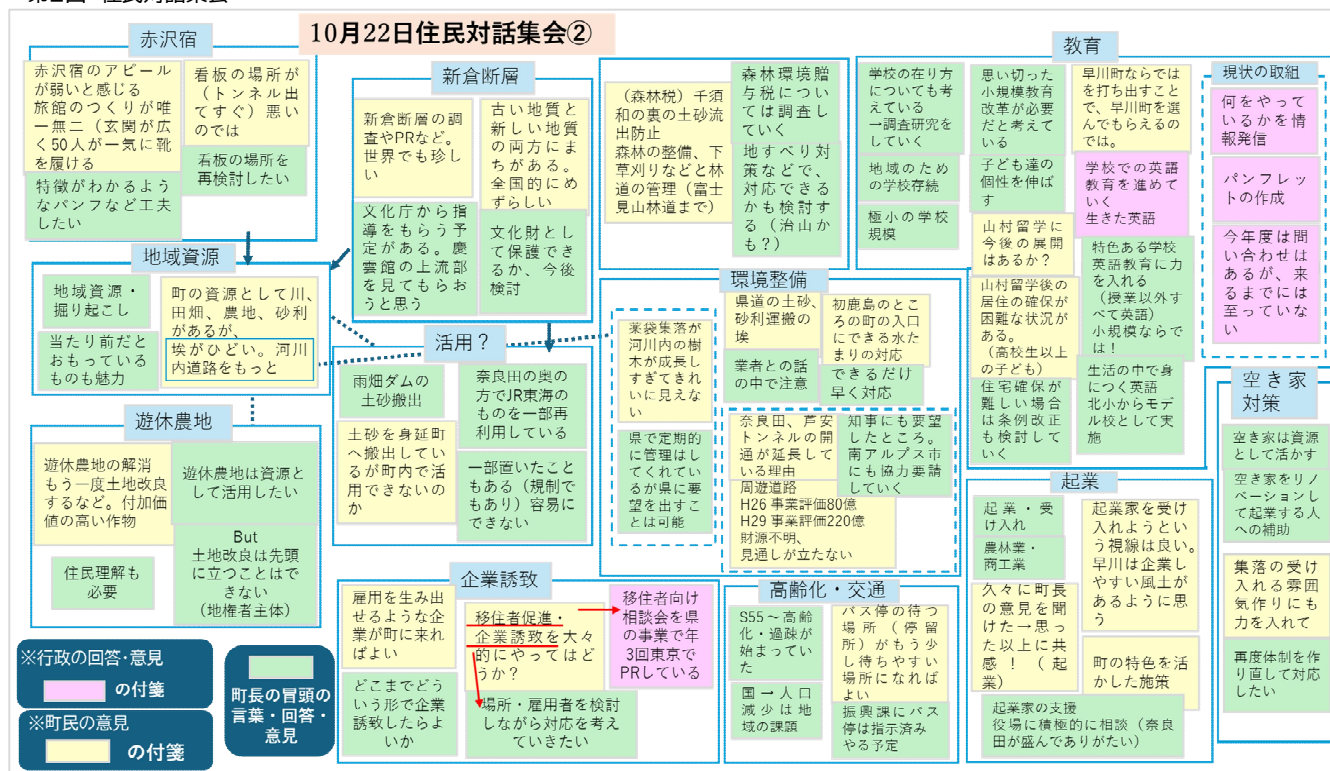 10月22日住民対話集会②
赤沢宿
赤沢宿のアピール
が弱いと感じる
旅館のつくりが唯
一無二（玄関が広
く50人が一気に靴
を履ける）
看板の場所が
（トンネル出
てすぐ）悪い
のでは
看板の場所を
再検討したい
特徴がわかるよう
なパンフなど工夫
したい
新倉断層
新倉断層の調
査やPRなど。
世界でも珍し
い
古い地質と
新しい地質
の両方にま
ちがある。
全国的にめ
ずらしい
文化庁から指
導をもらう予
定がある。慶
雲館の上流部
を見てもらお
うと思う
文化財とし
て保護でき
るか、今後
検討
（森林税）千須
和の裏の土砂流
出防止
森林の整備、下
草刈りなどと林
道の管理（富士
見山林道まで）
森林環境贈
与税につい
ては調査し
ていく
地すべり対
策などで、
対応できる
かも検討す
る（治山か
も？）
教育
学校の在り方
についても考
えている
→調査研究を
していく
地域のため
の学校存続
極小の学校
規模
思い切った
小規模教育
改革が必要
だと考えて
いる
子ども達の
個性を伸ば
す
早川町ならでは
を打ち出すこと
で、早川町を選
んでもらえるの
では。
学校での英語
教育を進めて
いく
生きた英語
山村留学に
今後の展開
はあるか？
山村留学後の
居住の確保が
困難な状況が
ある。
（高校生以上
の子ども）
住宅確保が
難しい場合
は条例改正
も検討して
いく
特色ある学校
英語教育に力
を入れる
（授業以外す
べて英語）
小規模ならで
は！
生活の中で身
につく英語
北小からモデ
ル校として実
施
現状の取組
何をやって
いるかを情
報発信
パンフレッ
トの作成
今年度は問
い合わせは
あるが、来
るまでには
至っていな
い
地域資源
地域資源・
掘り起こし
当たり前だと
おもっている
ものも魅力
町の資源として川、
田畑、農地、砂利
があるが、
埃がひどい。河川
内道路をもっと
活用？
雨畑ダムの
土砂搬出
奈良田の奥の
方でJR東海の
ものを一部再
利用している
土砂を身延町
へ搬出してい
るが町内で活
用できないの
か
一部置いたこと
もある（規制で
もあり）容易に
できない
環境整備
薬袋集落が
河川内の樹
木が成長し
すぎてきれ
いに見えな
い
県で定期的
に管理はし
てくれてい
るが県に要
望を出すこ
とは可能
県道の土砂、
砂利運搬の
埃
業者との話
の中で注意
初鹿島のとこ
ろの町の入口
にできる水た
まりの対応
できるだけ
早く対応
奈良田、芦安
トンネルの開
通が延長して
いる理由
周遊道路
H26 事業評価80億
H29 事業評価220億
財源不明、
見通しが立たない
知事にも要望
したところ。
南アルプス市
にも協力要請
していく
遊休農地
遊休農地の解消
もう一度土地改良
するなど。付加価
値の高い作物
遊休農地は資源と
して活用したい
住民理解も
必要
But
土地改良は先頭
に立つことはで
きない
（地権者主体）
空き家
対策
空き家は資源
として活かす
空き家をリノ
ベーションし
て起業する人
への補助
集落の受け
入れる雰囲
気作りにも
力を入れて
再度体制を作
り直して対応
したい
起業
起業・受
け入れ
農林業・
商工業
起業家を受け
入れようとい
う視線は良い。
早川は企業し
やすい風土が
あるように思
う
久々に町長
の意見を聞
けた→思っ
た以上に共
感！（起
業）
町の特色を活
かした施策
起業家の支援
役場に積極的に相談（奈良
田が盛んでありがたい）
企業誘致
雇用を生み出
せるような企
業が町に来れ
ばよい
どこまでどう
いう形で企業
誘致したらよ
いか
移住者促進・
企業誘致を大々
的にやってはど
うか？
移住者向け
相談会を県
の事業で年
3回東京で
PRしている
場所・雇用者を検討
しながら対応を考え
ていきたい
高齢化・交通
S55～高齢
化・過疎が
始まってい
た
国→人口
減少は地
域の課題
バス停の待つ
場所（停留
所）がもう少
し待ちやすい
場所になれば
よい
振興課にバス
停は指示済み
やる予定
※行政の回答・意見
の付箋
※町民の意見
の付箋
町長の冒頭の
言葉・回答・
意見